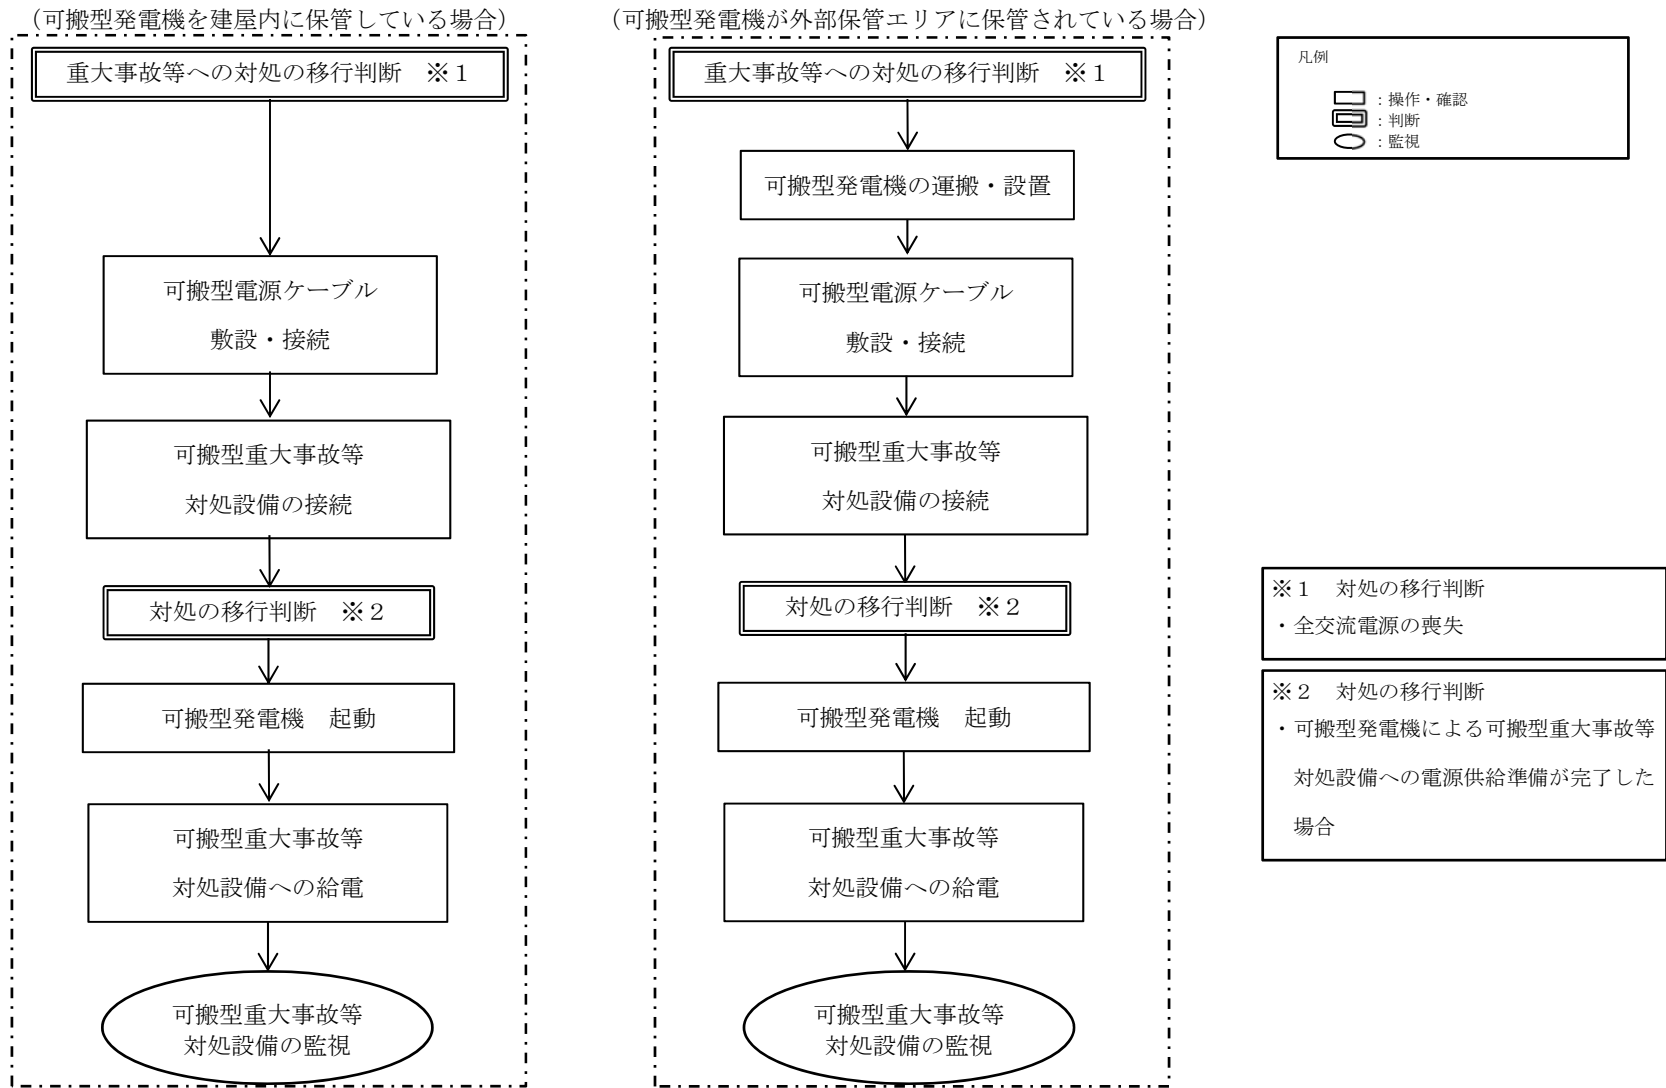 （可搬型発電機を建屋内に保管している場合）
重大事故等への対処の移行判断　※１
可搬型電源ケーブル
敷設・接続
可搬型重大事故等
対処設備の接続
対処の移行判断　※２
可搬型発電機　起動
可搬型重大事故等
対処設備への給電
可搬型重大事故等
対処設備の監視
（可搬型発電機が外部保管エリアに保管されている場合）
重大事故等への対処の移行判断　※１
可搬型発電機の運搬・設置
可搬型電源ケーブル
敷設・接続
可搬型重大事故等
対処設備の接続
対処の移行判断　※２
可搬型発電機　起動
可搬型重大事故等
対処設備への給電
可搬型重大事故等
対処設備の監視
凡例
：操作・確認
：判断
：監視
※１　対処の移行判断
・全交流電源の喪失
※２　対処の移行判断
・可搬型発電機による可搬型重大事故等
対処設備への電源供給準備が完了した
場合